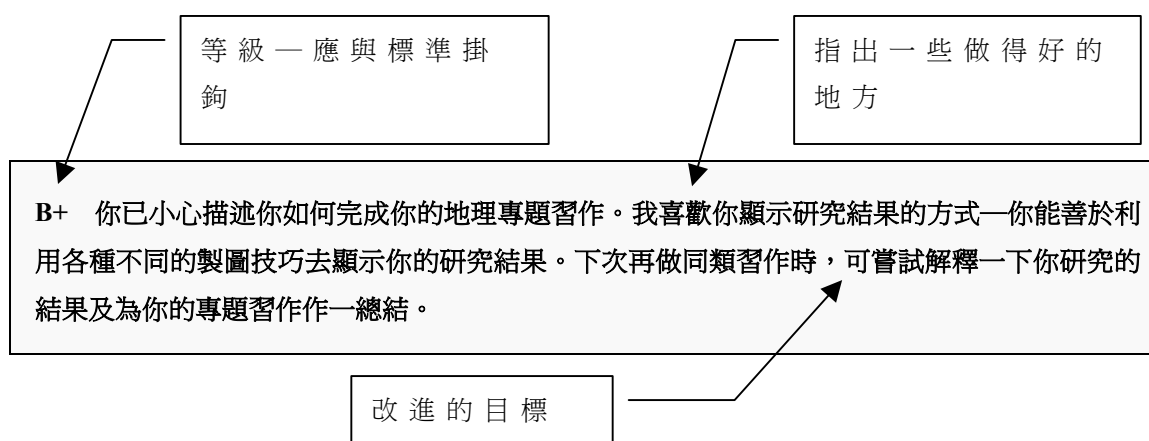 等級—應與標準掛
鉤
指出一些做得好的
地方
B+ 你已小心描述你如何完成你的地理專題習作。我喜歡你顯示研究結果的方式—你能善於利
用各種不同的製圖技巧去顯示你的研究結果。下次再做同類習作時，可嘗試解釋一下你研究的
結果及為你的專題習作作一總結。
改進的目標